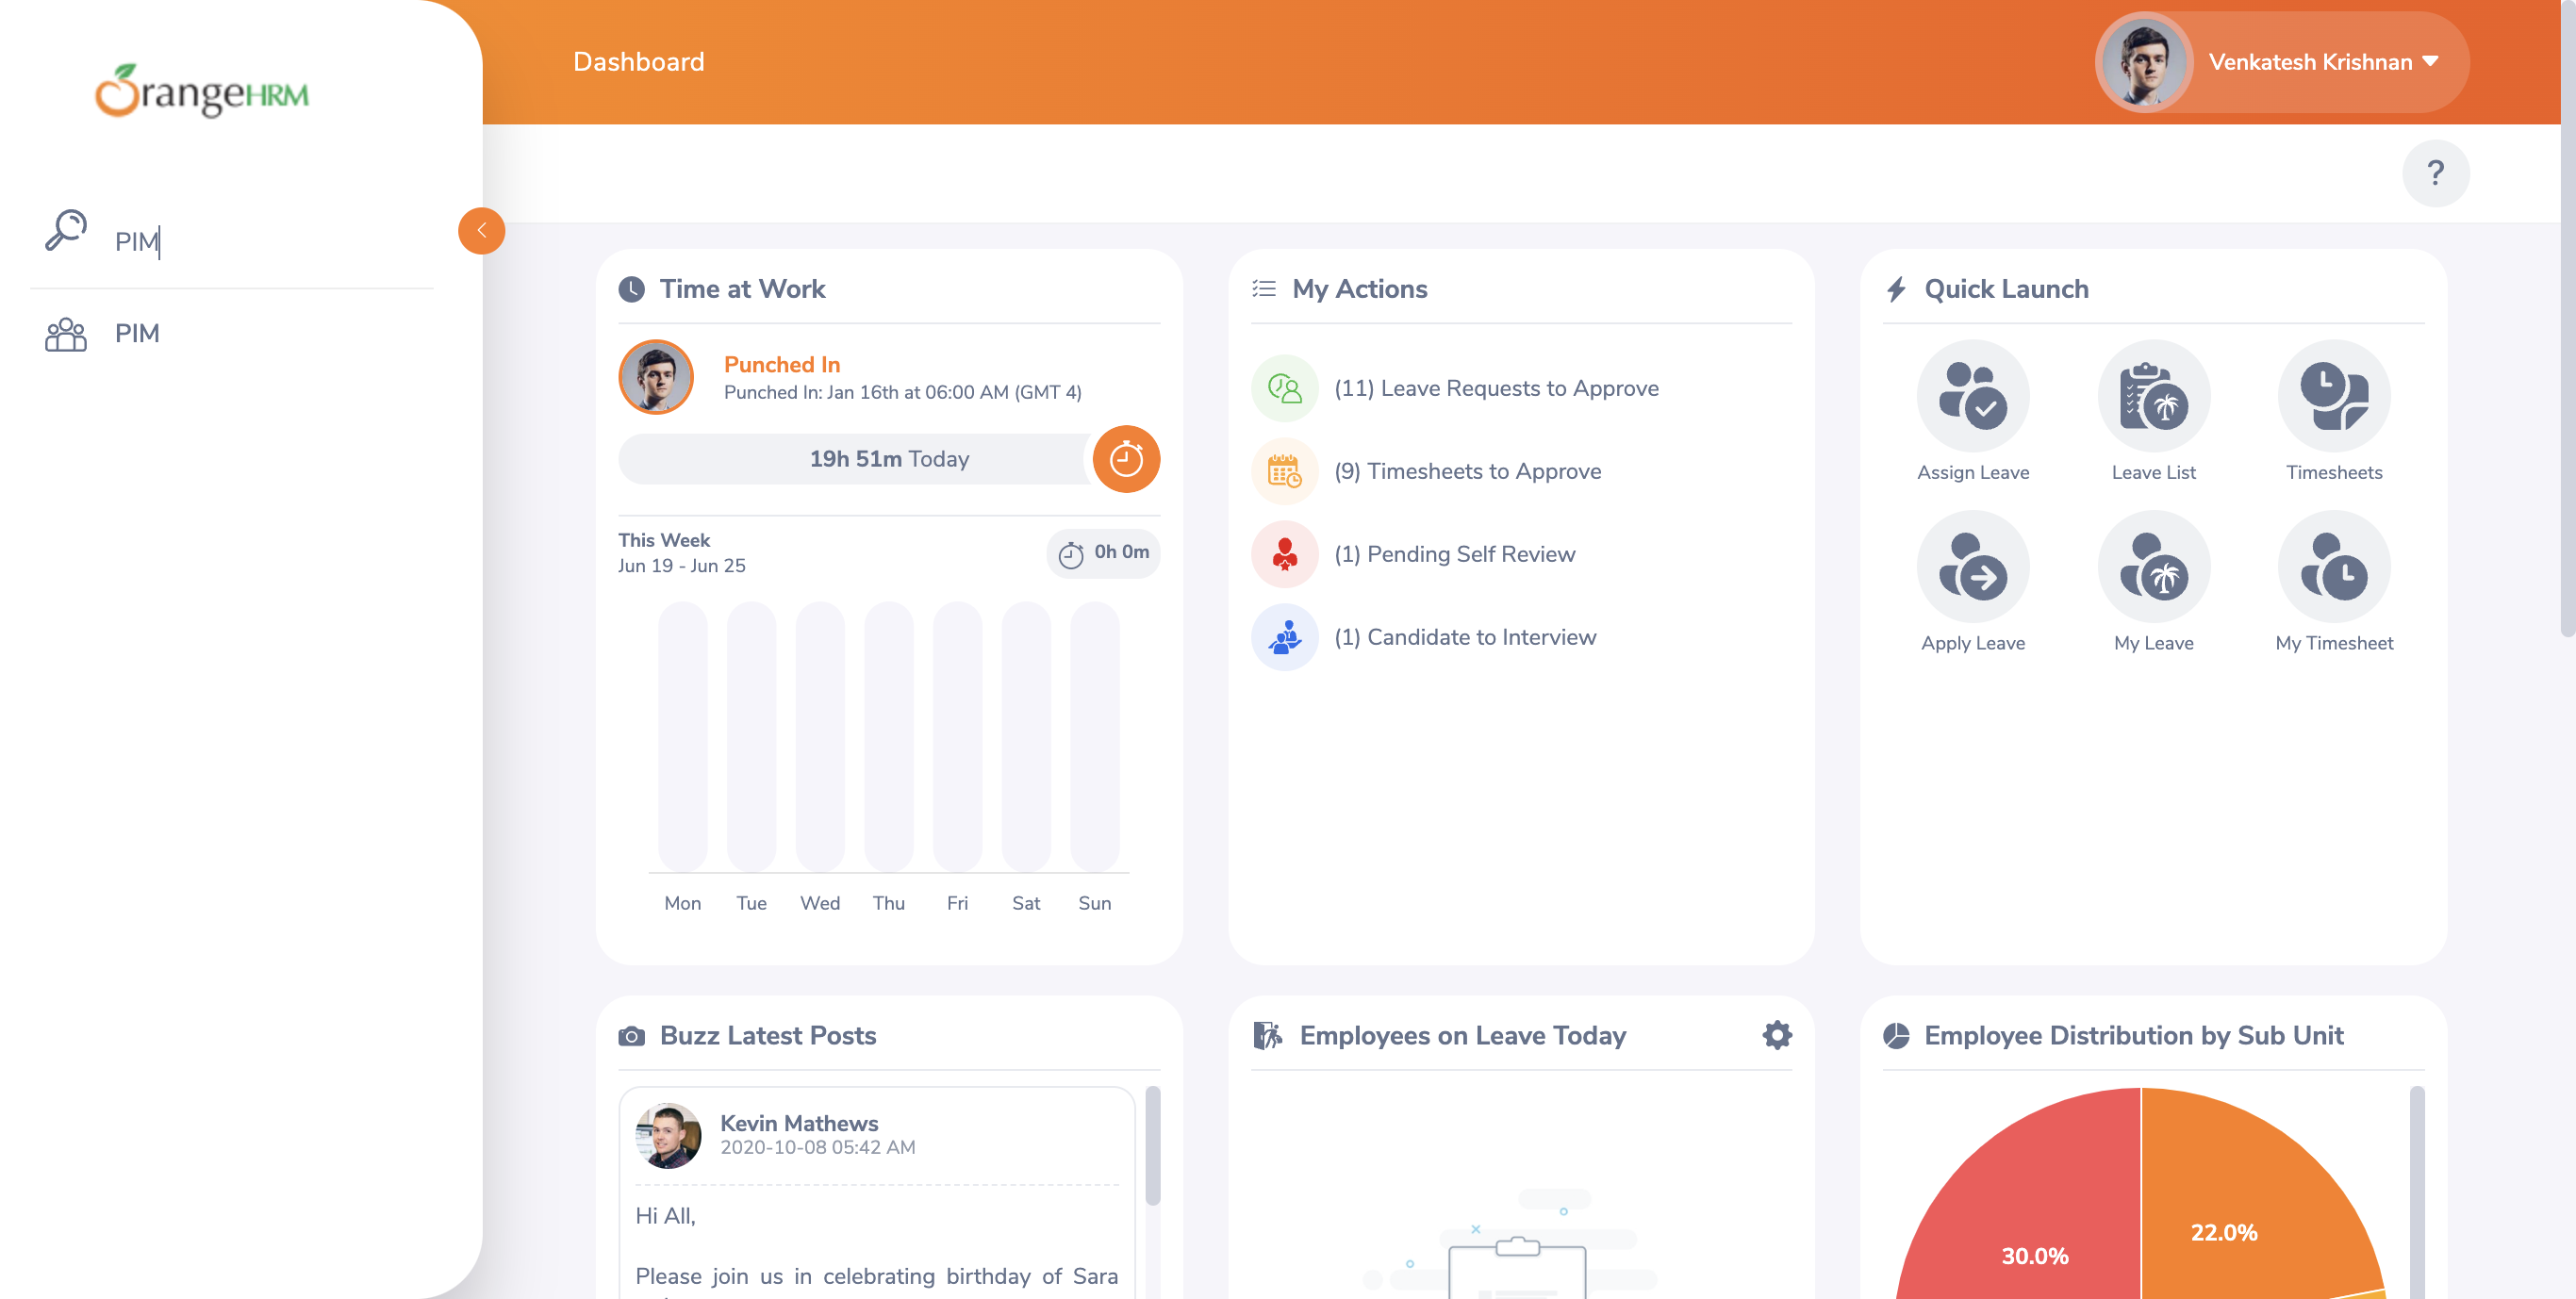 OrangeHRM
PIM
PIM
Dashboard
Venkatesh Krishnan
?
Time at Work
Punched In
Punched In: Jan 16th at 06:00 AM (GMT 4)
19h 51m Today
This Week
Jun 19 - Jun 25
0h 0m
Mon Tue Wed Thu Fri Sat Sun
My Actions
(11) Leave Requests to Approve
(9) Timesheets to Approve
(1) Pending Self Review
(1) Candidate to Interview
Quick Launch
Assign Leave
Leave List
Timesheets
Apply Leave
My Leave
My Timesheet
Buzz Latest Posts
Kevin Mathews
2020-10-08 05:42 AM
Hi All,
Please join us in celebrating birthday of Sara
Employees on Leave Today
Employee Distribution by Sub Unit
30.0%
22.0%